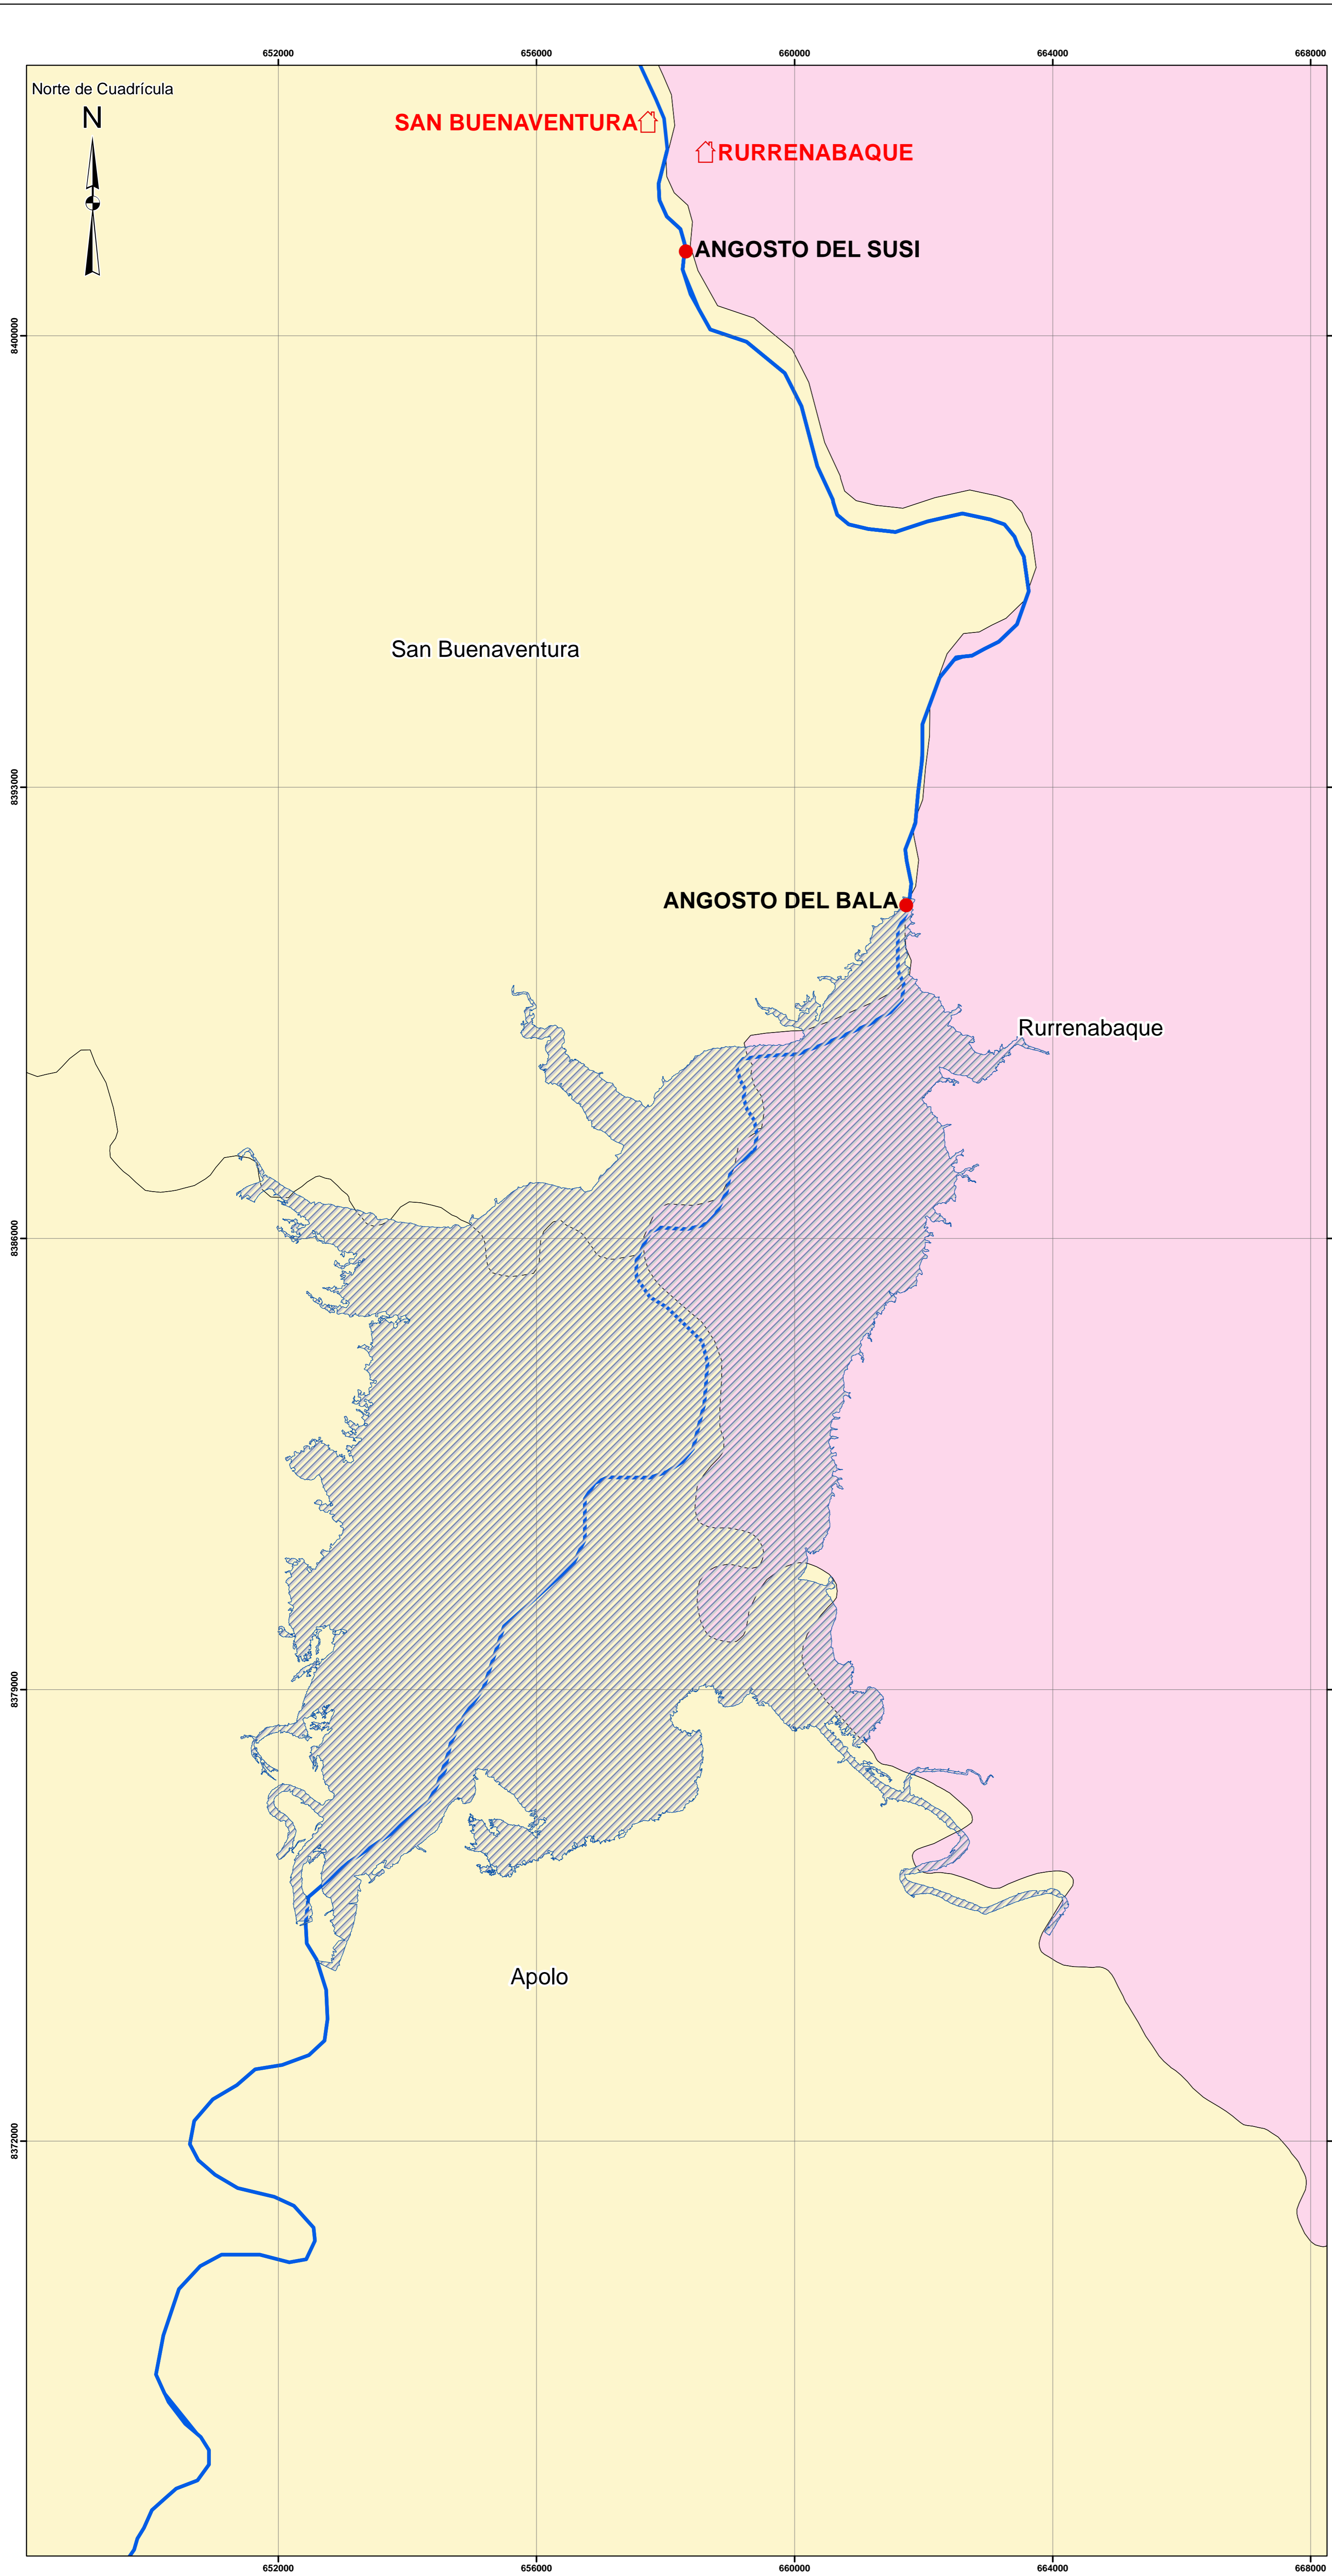 652000
656000
660000
664000
668000
Norte de Cuadrícula
N
SAN BUENAVENTURA
RURRENABAQUE
ANGOSTO DEL SUSI
8400000
San Buenaventura
8393000
ANGOSTO DEL BALA
Rurrenabaque
8386000
8379000
Apolo
8372000
652000
656000
660000
664000
668000